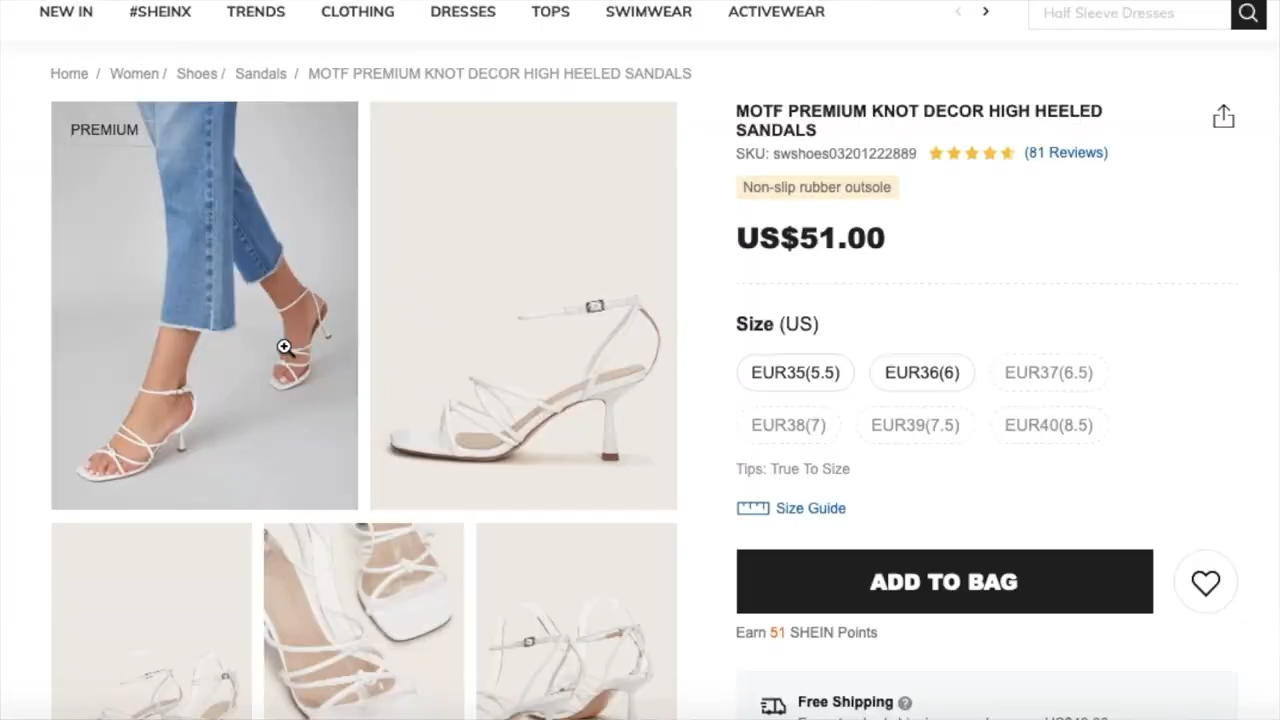 NEW IN #SHEINX TRENDS CLOTHING DRESSES TOPS SWIMWEAR ACTIVEWEAR Half Sleeve Dresses
Home / Women / Shoes / Sandals / MOTF PREMIUM KNOT DECOR HIGH HEELED SANDALS
PREMIUM
MOTF PREMIUM KNOT DECOR HIGH HEELED
SANDALS
SKU: swshoes03201222889 (81 Reviews)
Non-slip rubber outsole
US$51.00
Size (US)
EUR35(5.5) EUR36(6) EUR37(6.5)
EUR38(7) EUR39(7.5) EUR40(8.5)
Tips: True To Size
Size Guide
ADD TO BAG
Earn 51 SHEIN Points
Free Shipping